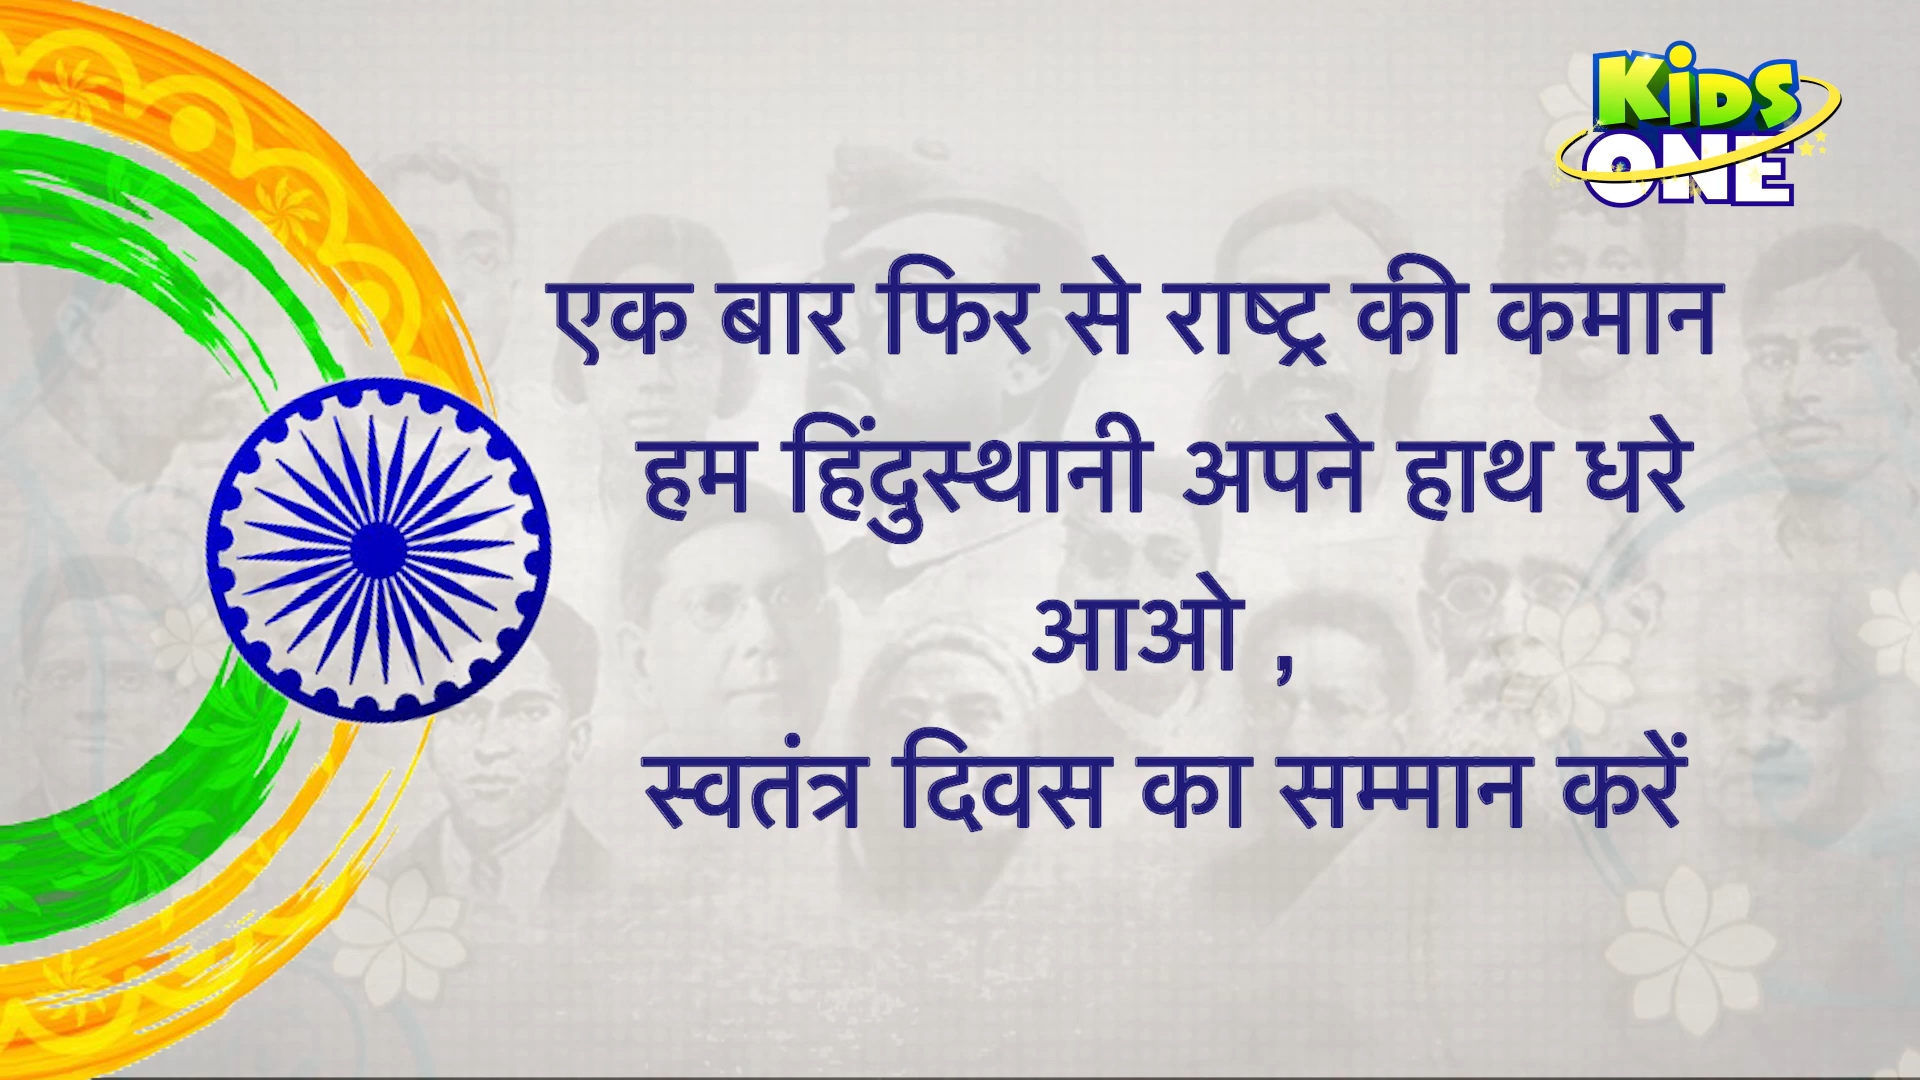 KiDS
ONE
एक बार फिर से राष्ट्र की कमान
हम हिंदुस्थानी अपने हाथ धरे
आओ ,
स्वतंत्र दिवस का सम्मान करें